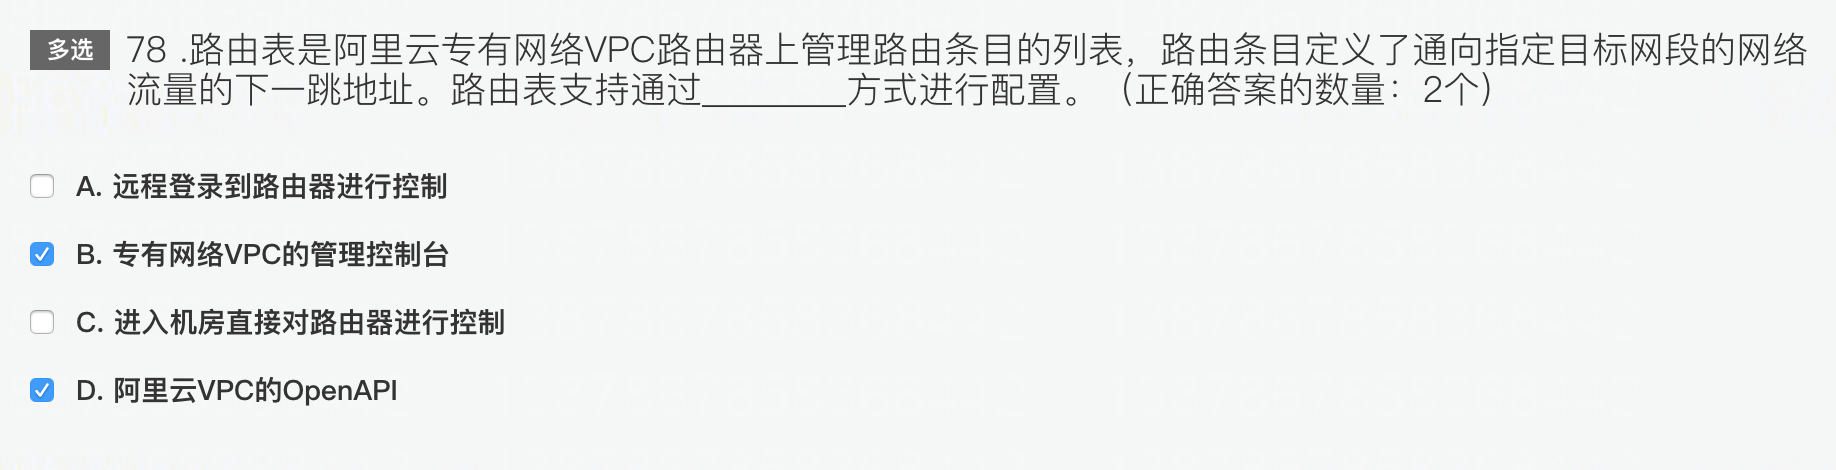 多选 78 .路由表是阿里云专有网络VPC路由器上管理路由条目的列表，路由条目定义了通向指定目标网段的网络
流量的下一跳地址。路由表支持通过________方式进行配置。（正确答案的数量：2个）
A. 远程登录到路由器进行控制
B. 专有网络VPC的管理控制台
C. 进入机房直接对路由器进行控制
D. 阿里云VPC的OpenAPI